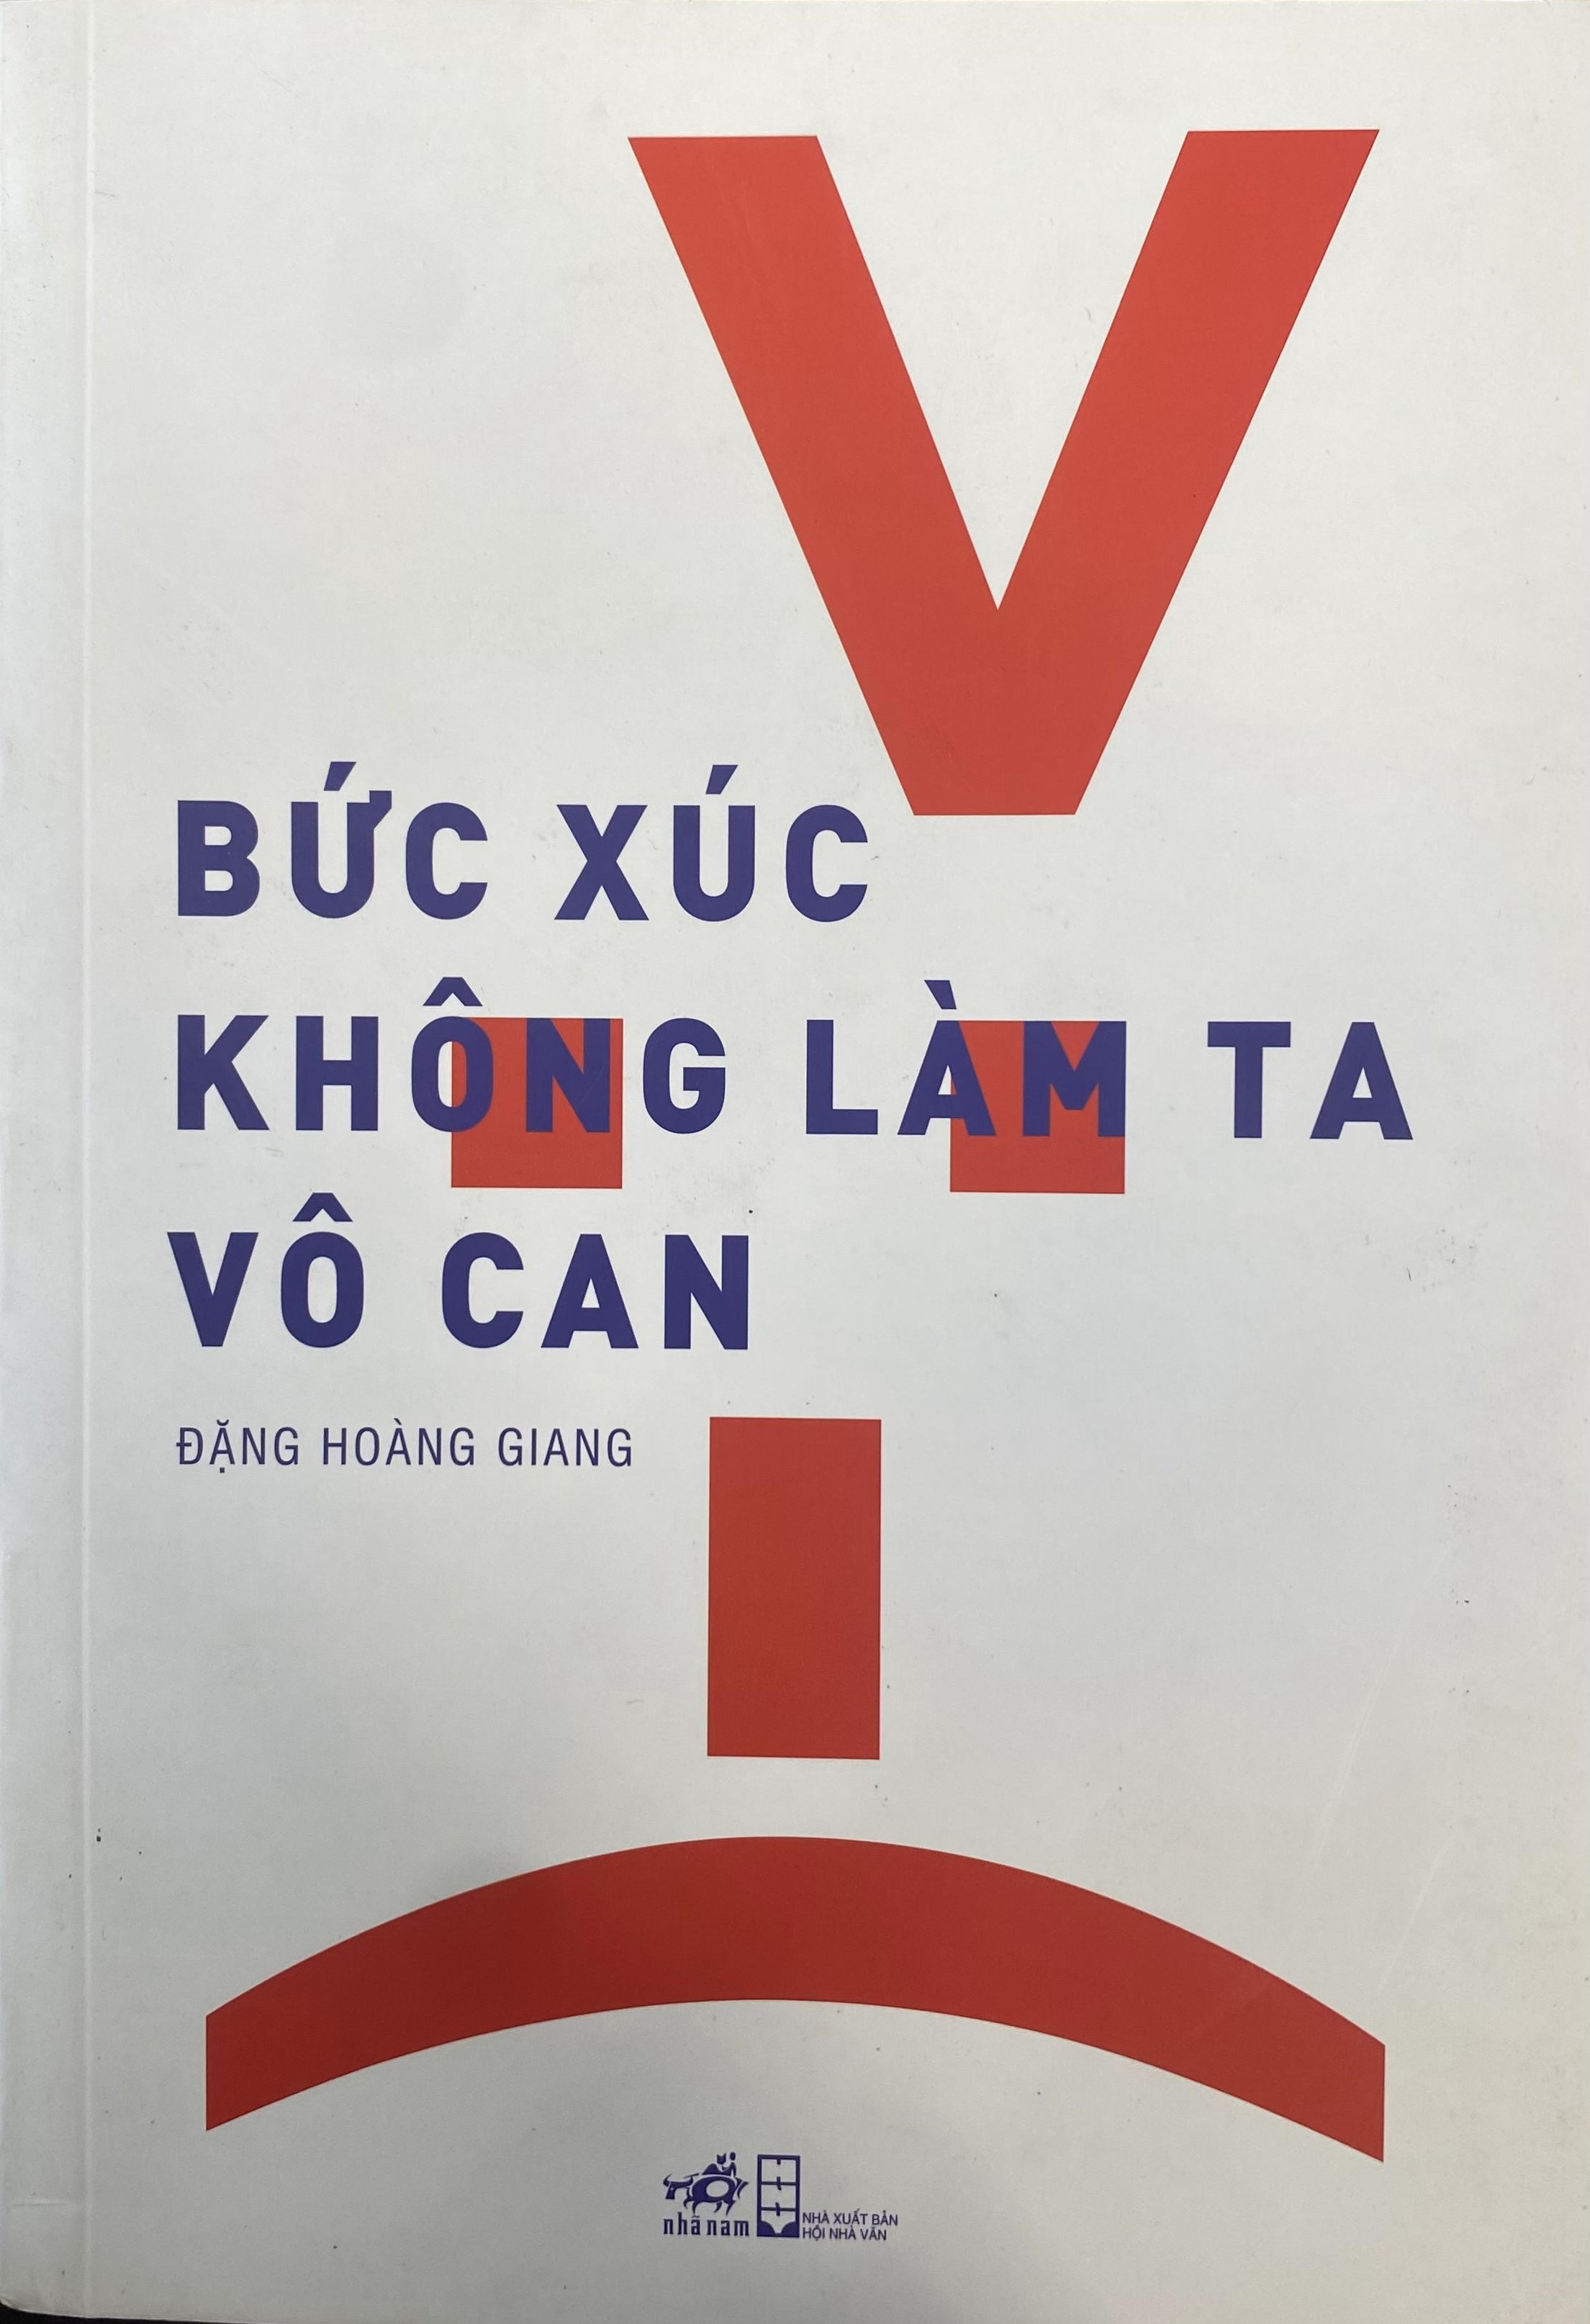 BỨC XÚC
KHÔNG LÀM TA
VÔ CAN
ĐẶNG HOÀNG GIANG
nhã nam
NHÀ XUẤT BẢN
HỘI NHÀ VĂN